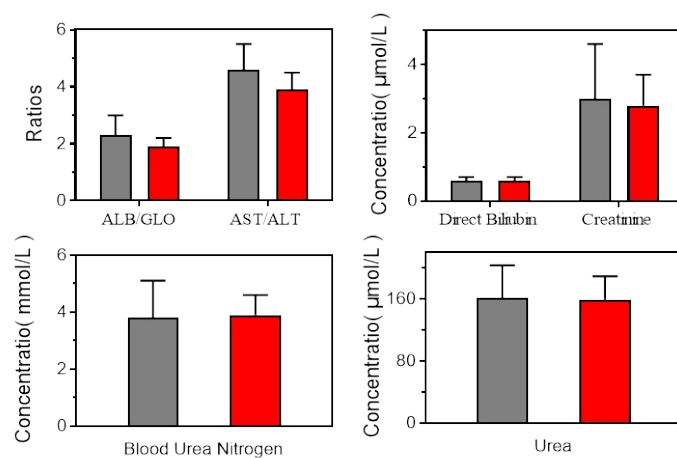 Ratios
6
4
2
0
ALB/GLO AST/ALT
Concentratio( μmol/L )
4
2
0
Direct Biliubin Creatinine
Concentratio( mmol/L )
6
4
2
0
Blood Urea Nitrogen
Concentratio( μmol/L )
160
80
0
Urea